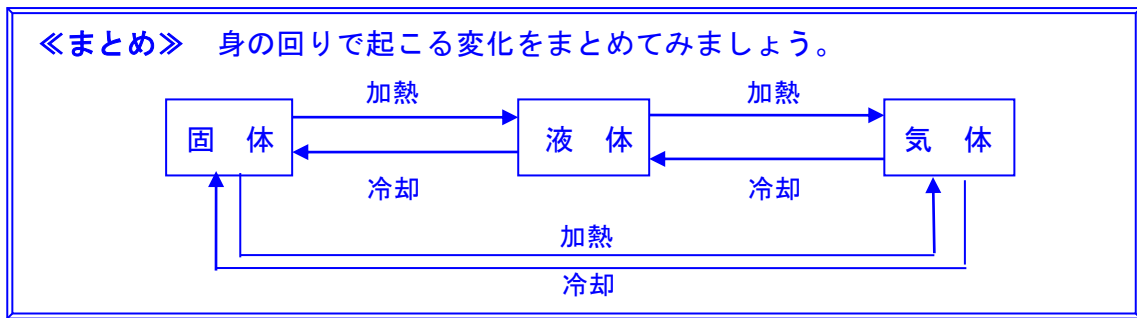 ≪まとめ≫ 身の回りで起こる変化をまとめてみましょう。
加熱 加熱
固 体 液 体 気 体
冷却 冷却
加熱
冷却